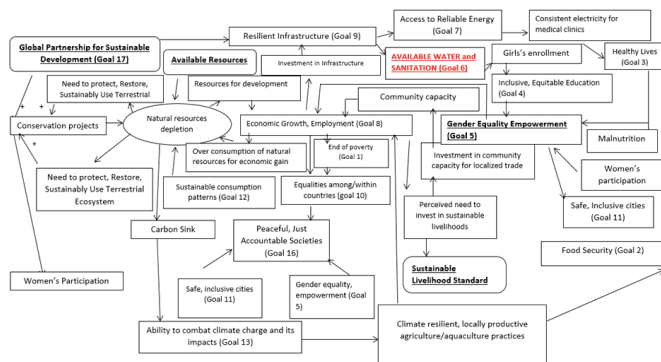 Global Partnership for Sustainable
Development (Goal 17)
Resilient Infrastructure (Goal 9)
Access to Reliable Energy
(Goal 7)
Consistent electricity for
medical clinics
Available Resources
Investment in Infrastructure
AVAILABLE WATER and
SANITATION (Goal 6)
Girls's enrollment
Healthy Lives
(Goal 3)
Need to protect, Restore,
Sustainably Use Terrestrial
Resources for development
Inclusive, Equitable Education
(Goal 4)
Community capacity
+
+
Conservation projects
Natural resources
depletion
Economic Growth, Employment (Goal 8)
Gender Equality Empowerment
(Goal 5)
Malnutrition
Over consumption of natural
resources for economic gain
End of poverty
(Goal 1)
Investment in community
capacity for localized trade
Women's
participation
Need to protect, Restore,
Sustainably Use Terrestrial
Ecosystem
Sustainable consumption
patterns (Goal 12)
Equalities among/within
countries (goal 10)
Perceived need to
invest in sustainable
livelihoods
Safe, Inclusive cities
(Goal 11)
Carbon Sink
Peaceful, Just
Accountable Societies
(Goal 16)
Food Security (Goal 2)
Women's Participation
Safe, inclusive cities
(Goal 11)
Gender equality,
empowerment (Goal
5)
Sustainable
Livelihood Standard
Ability to combat climate charge and its
impacts (Goal 13)
Climate resilient, locally productive
agriculture/aquaculture practices